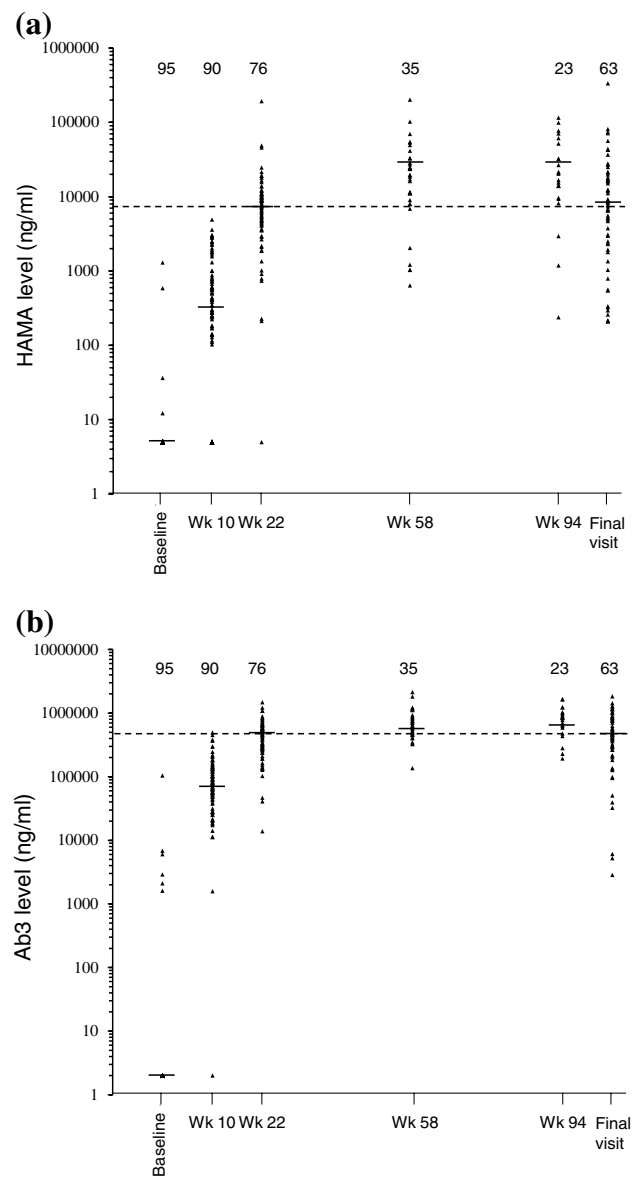 (a)
1000000
95 90 76 35 23 63
100000
10000
1000
100
10
1
HAMA level (ng/ml)
Baseline
Wk 10 Wk 22 Wk 58 Wk 94 Final
visit
(b)
10000000
95 90 76 35 23 63
1000000
100000
10000
1000
100
10
1
Ab3 level (ng/ml)
Baseline
Wk 10 Wk 22 Wk 58 Wk 94 Final
visit